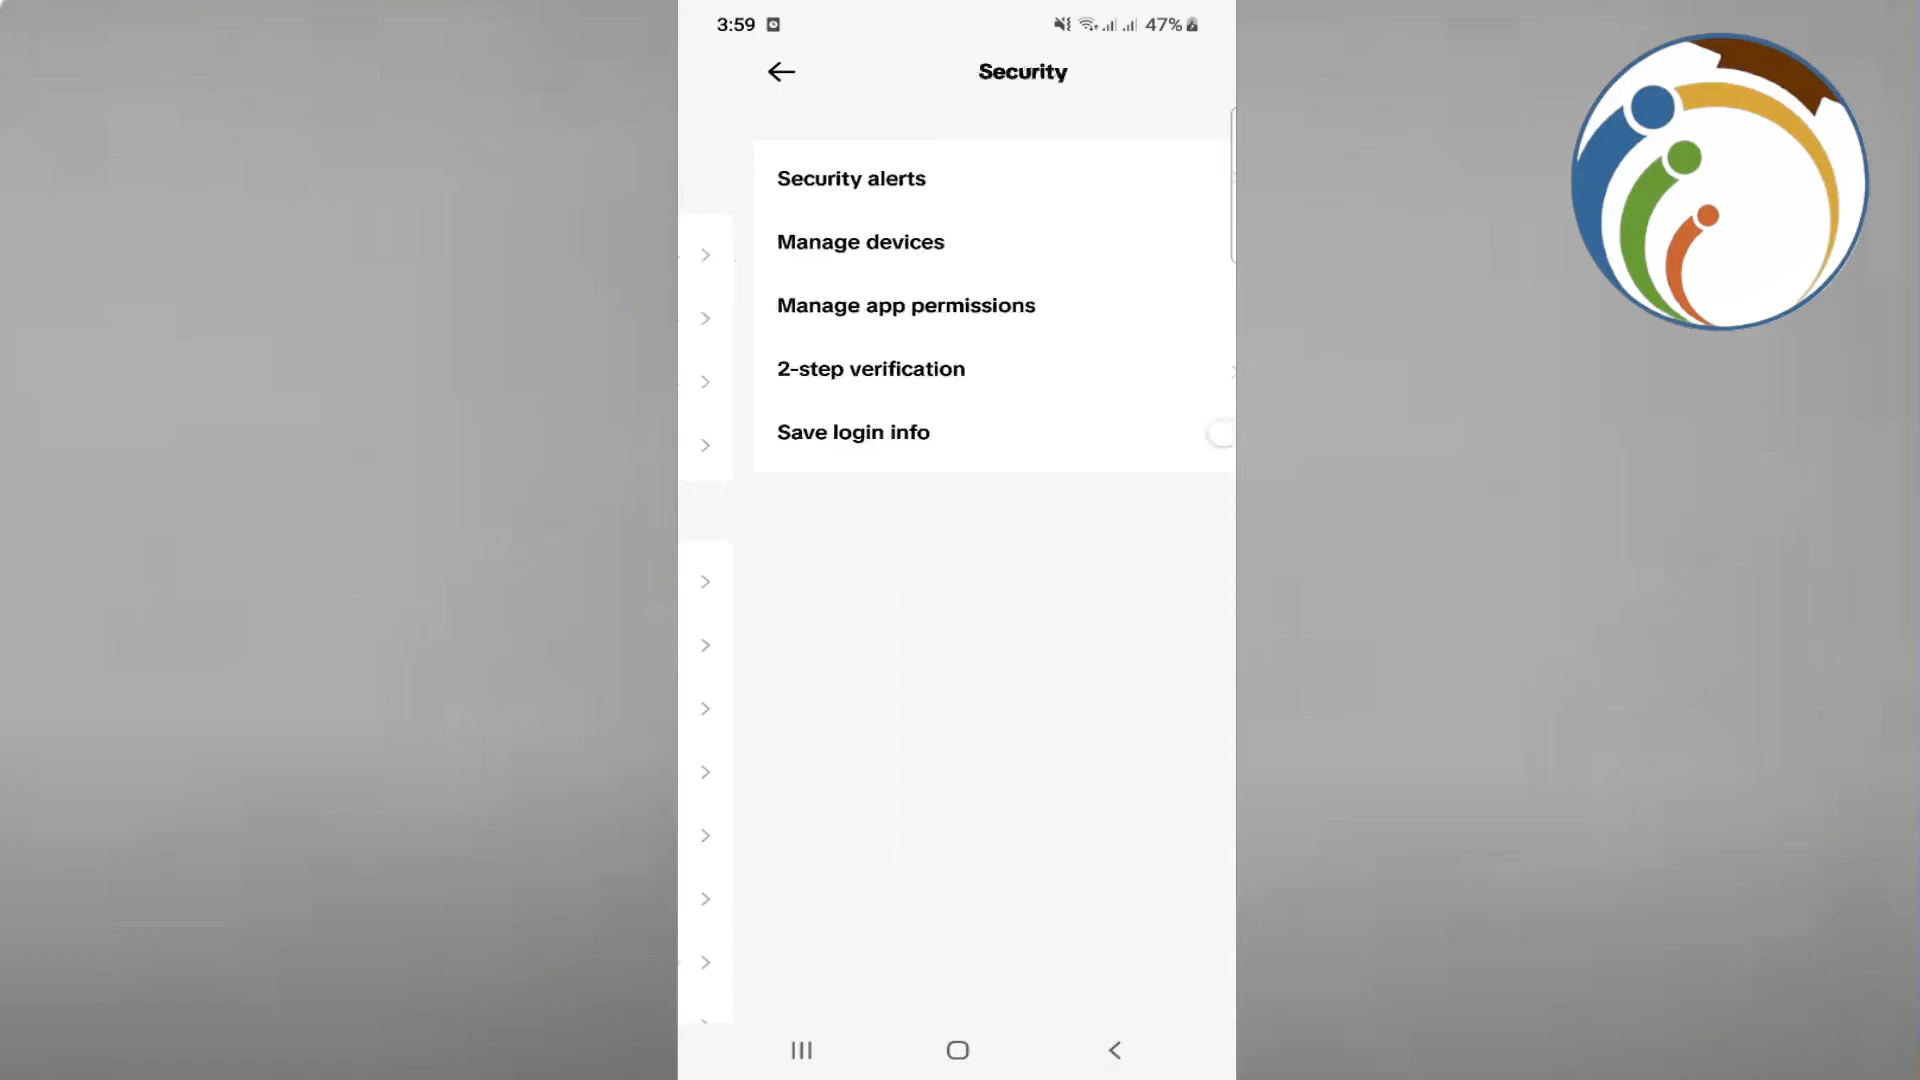 3:59 47%
Security
Security alerts
Manage devices
Manage app permissions
2-step verification
Save login info